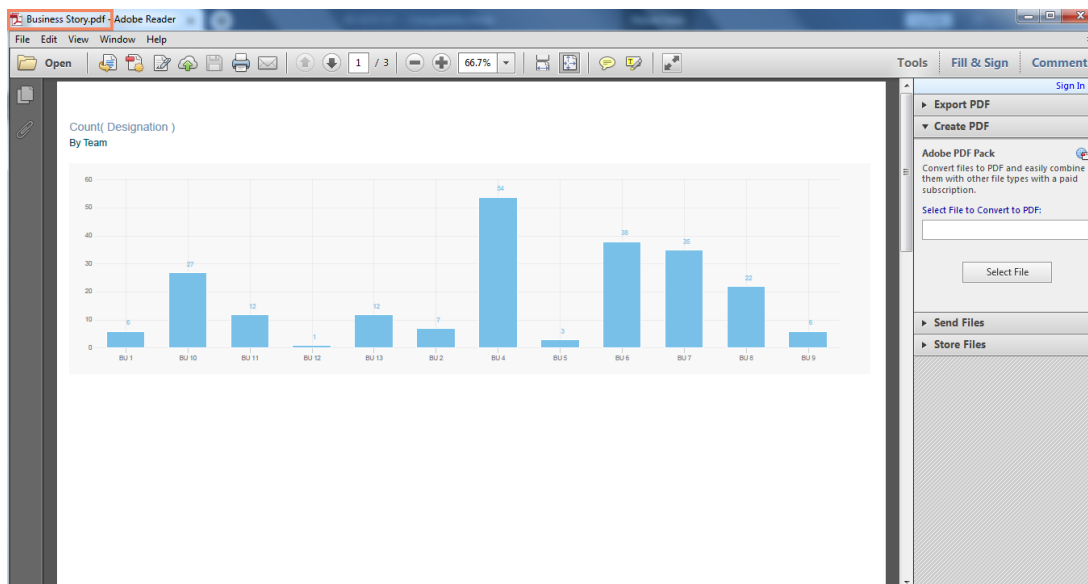 Business Story.pdf - Adobe Reader
File Edit View Window Help
Open 1 / 3 66.7% Tools Fill & Sign Comment
Sign In
Export PDF
Create PDF
Adobe PDF Pack
Convert files to PDF and easily combine
them with other file types with a paid
subscription.
Select File to Convert to PDF:
Select File
Send Files
Store Files
Count( Designation )
By Team
60
50
40
30
20
10
0
6 27 12 1 12 7 54 3 38 22 6
BU 1 BU 10 BU 11 BU 12 BU 13 BU 2 BU 4 BU 5 BU 6 BU 7 BU 8 BU 9